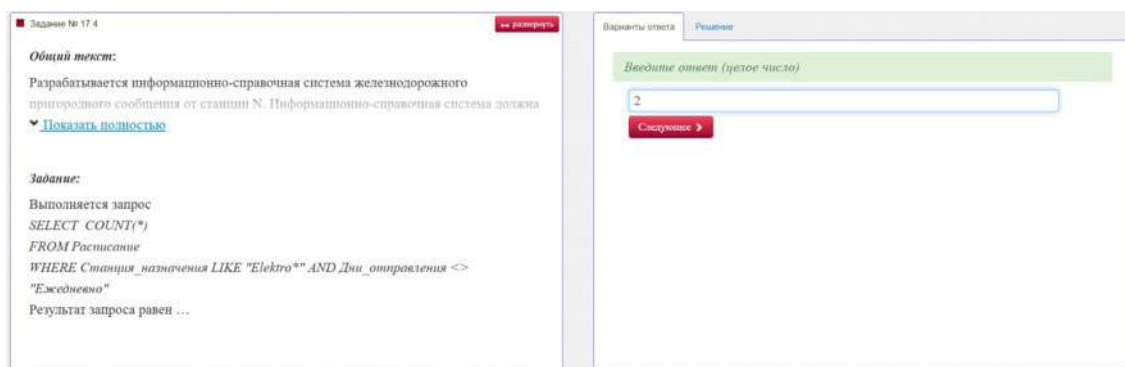 Задание № 17.4
развернуть
Общий текст:
Разрабатывается информационно-справочная система железнодорожного
пригородного сообщения от станции N. Информационно-справочная система должна
Показать полностью
Задание:
Выполняется запрос
SELECT COUNT(*)
FROM Расписание
WHERE Станция_назначения LIKE "Elektro*" AND Дни_отправления <>
"Ежедневно"
Результат запроса равен …
Варианты ответа
Решение
Введите ответ (целое число)
2
Следующее